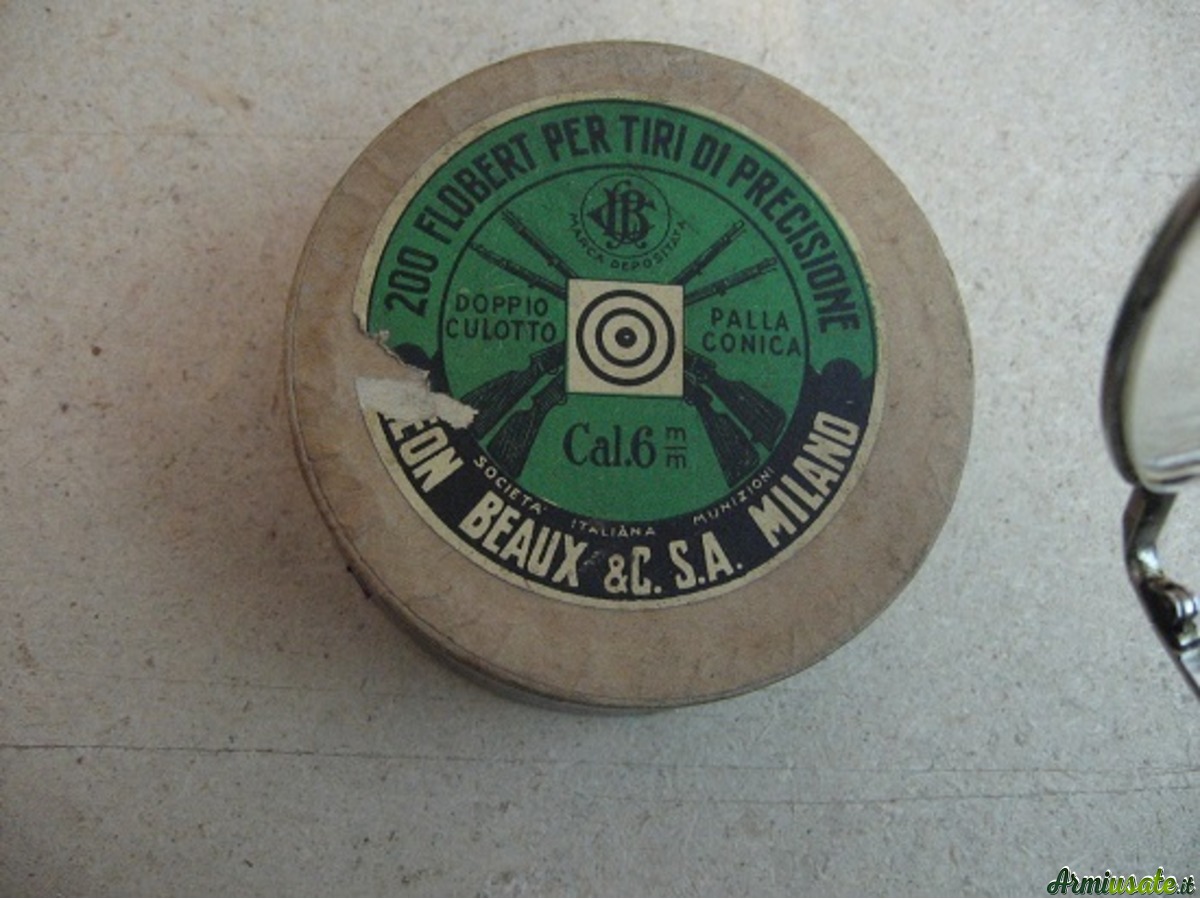 200 FLOBERT PER TIRI DI PRECISIONE
MARCA DEPOSITATA
DOPPIO
CULOTTO
PALLA
CONICA
Cal.6 m/m
SOCIETA' ITALIANA MUNIZIONI
EON BEAUX &C. S.A. MILANO
Armiusate.it